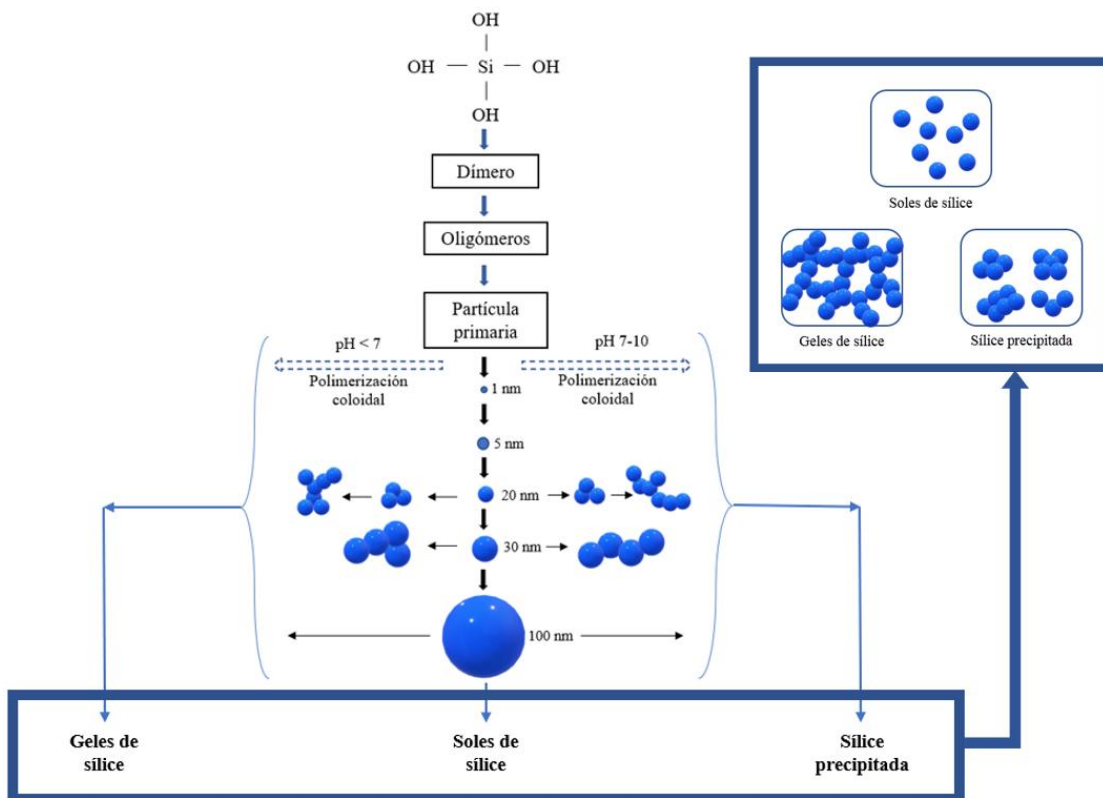 OH
OH — Si — OH
OH
Dímero
Oligómeros
Partícula
primaria
pH < 7
Polimerización
coloidal
pH 7-10
Polimerización
coloidal
1 nm
5 nm
20 nm
30 nm
100 nm
Geles de
sílice
Soles de
sílice
Sílice
precipitada
Soles de sílice
Geles de sílice
Sílice precipitada